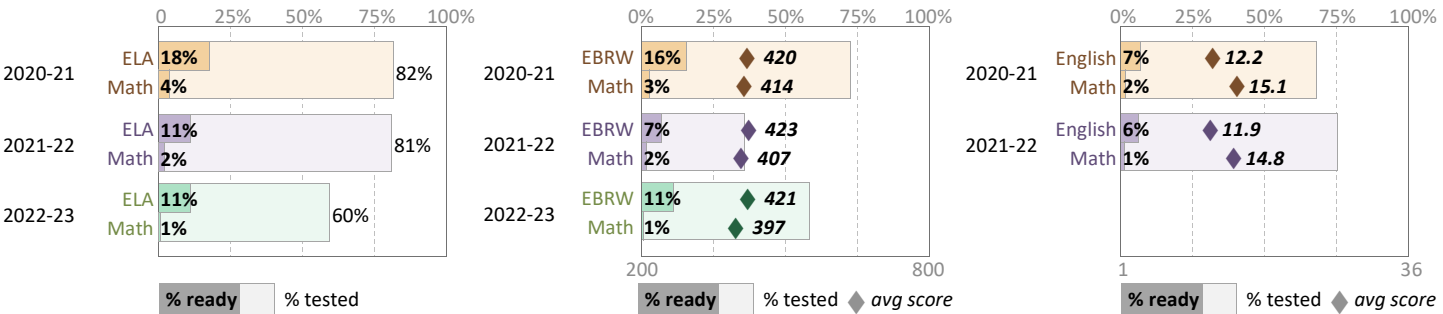 0 25% 50% 75% 100%
ELA 18%
2020-21 82%
Math 4%
ELA 11%
2021-22 81%
Math 2%
ELA 11%
2022-23 60%
Math 1%
% ready % tested
0% 25% 50% 75% 100%
EBRW 16% 420
2020-21
Math 3% 414
EBRW 7% 423
2021-22
Math 2% 407
EBRW 11% 421
2022-23
Math 1% 397
200 800
% ready % tested avg score
0% 25% 50% 75% 100%
English 7% 12.2
2020-21
Math 2% 15.1
English 6% 11.9
2021-22
Math 1% 14.8
1 36
% ready % tested avg score